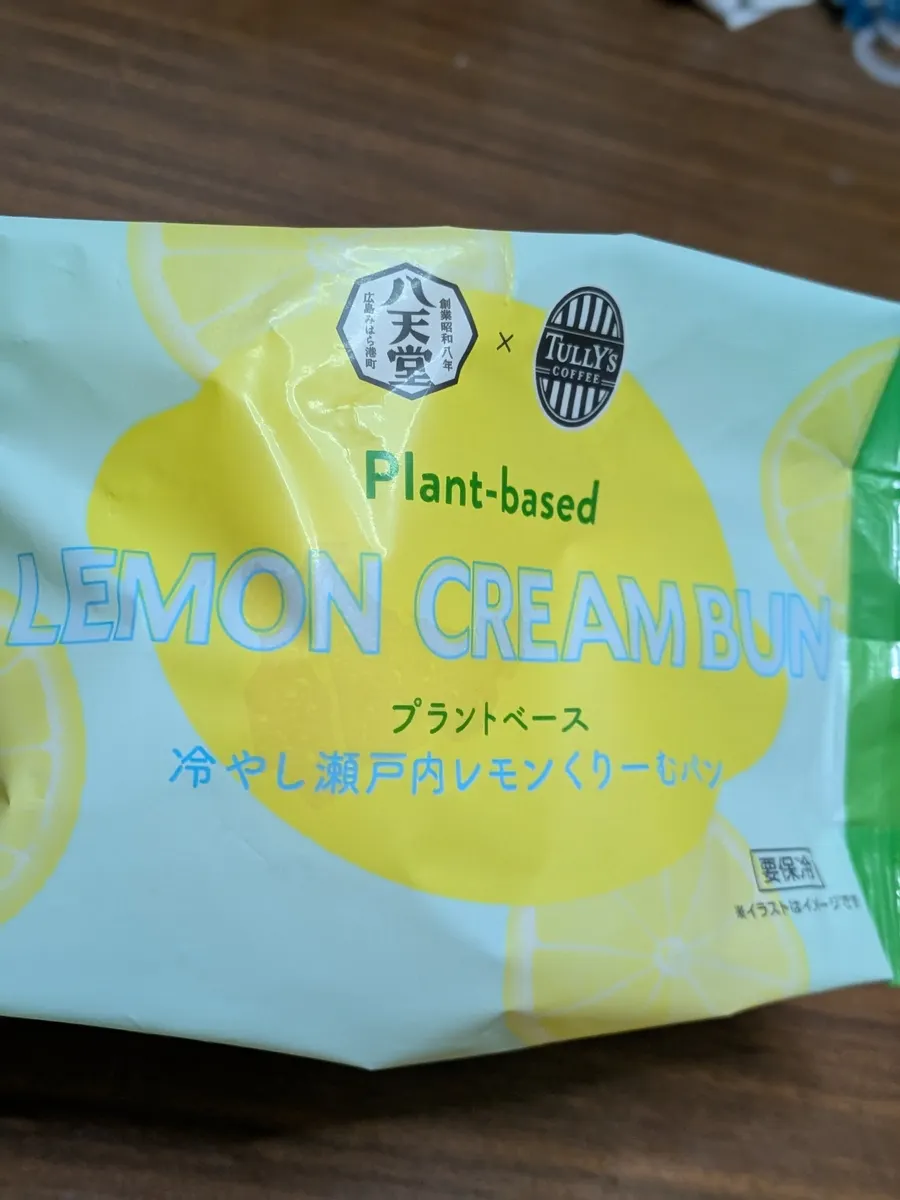 創業昭和八年
八天堂
広島みはら港町
×
TULLY'S
COFFEE
Plant-based
LEMON CREAM BUN
プラントベース
冷やし瀬戸内レモンくりーむパン
要保冷
※イラストはイメージです